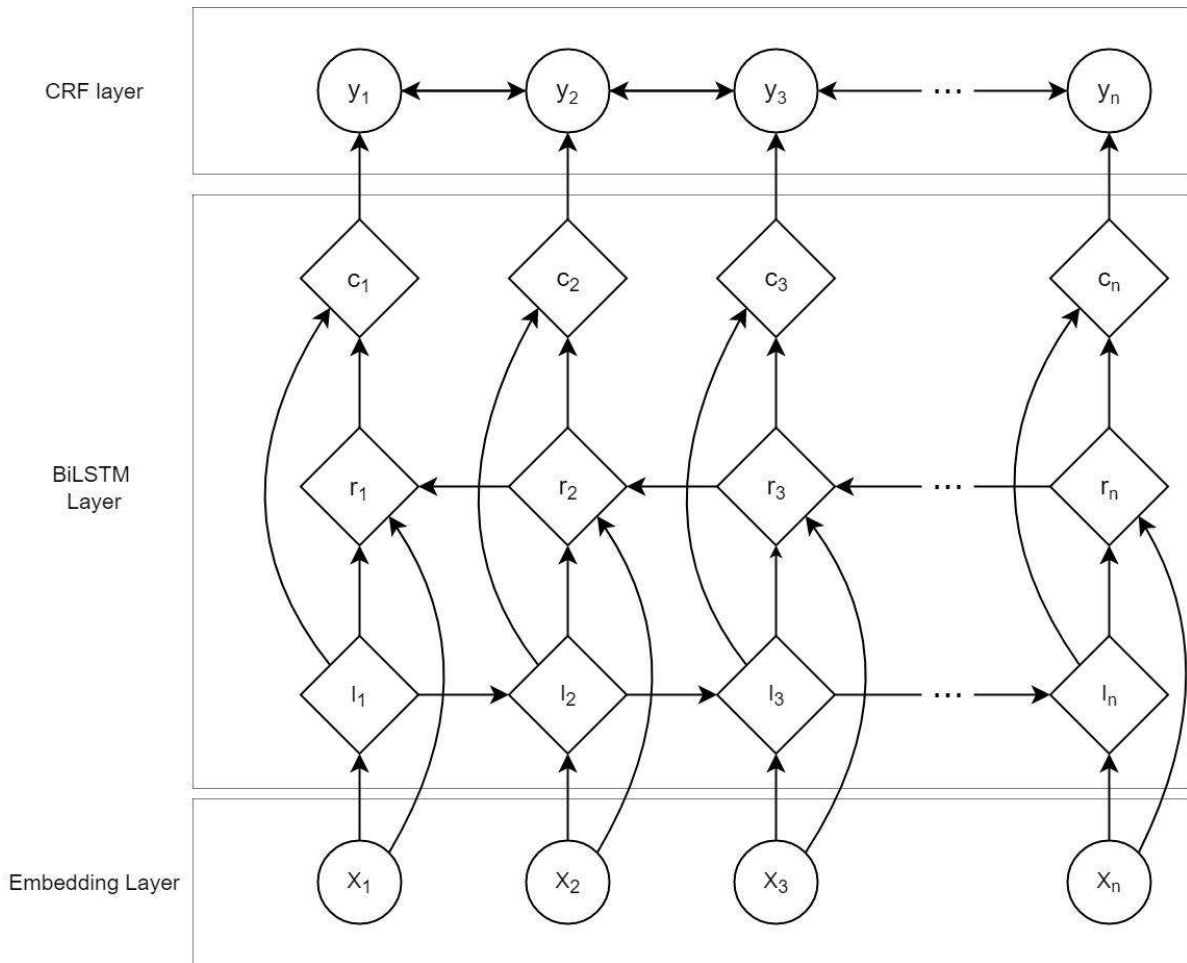 CRF layer
y₁
y₂
y₃
...
yₙ
c₁
c₂
c₃
cₙ
BiLSTM
Layer
r₁
r₂
r₃
...
rₙ
l₁
l₂
l₃
...
lₙ
Embedding Layer
X₁
X₂
X₃
Xₙ